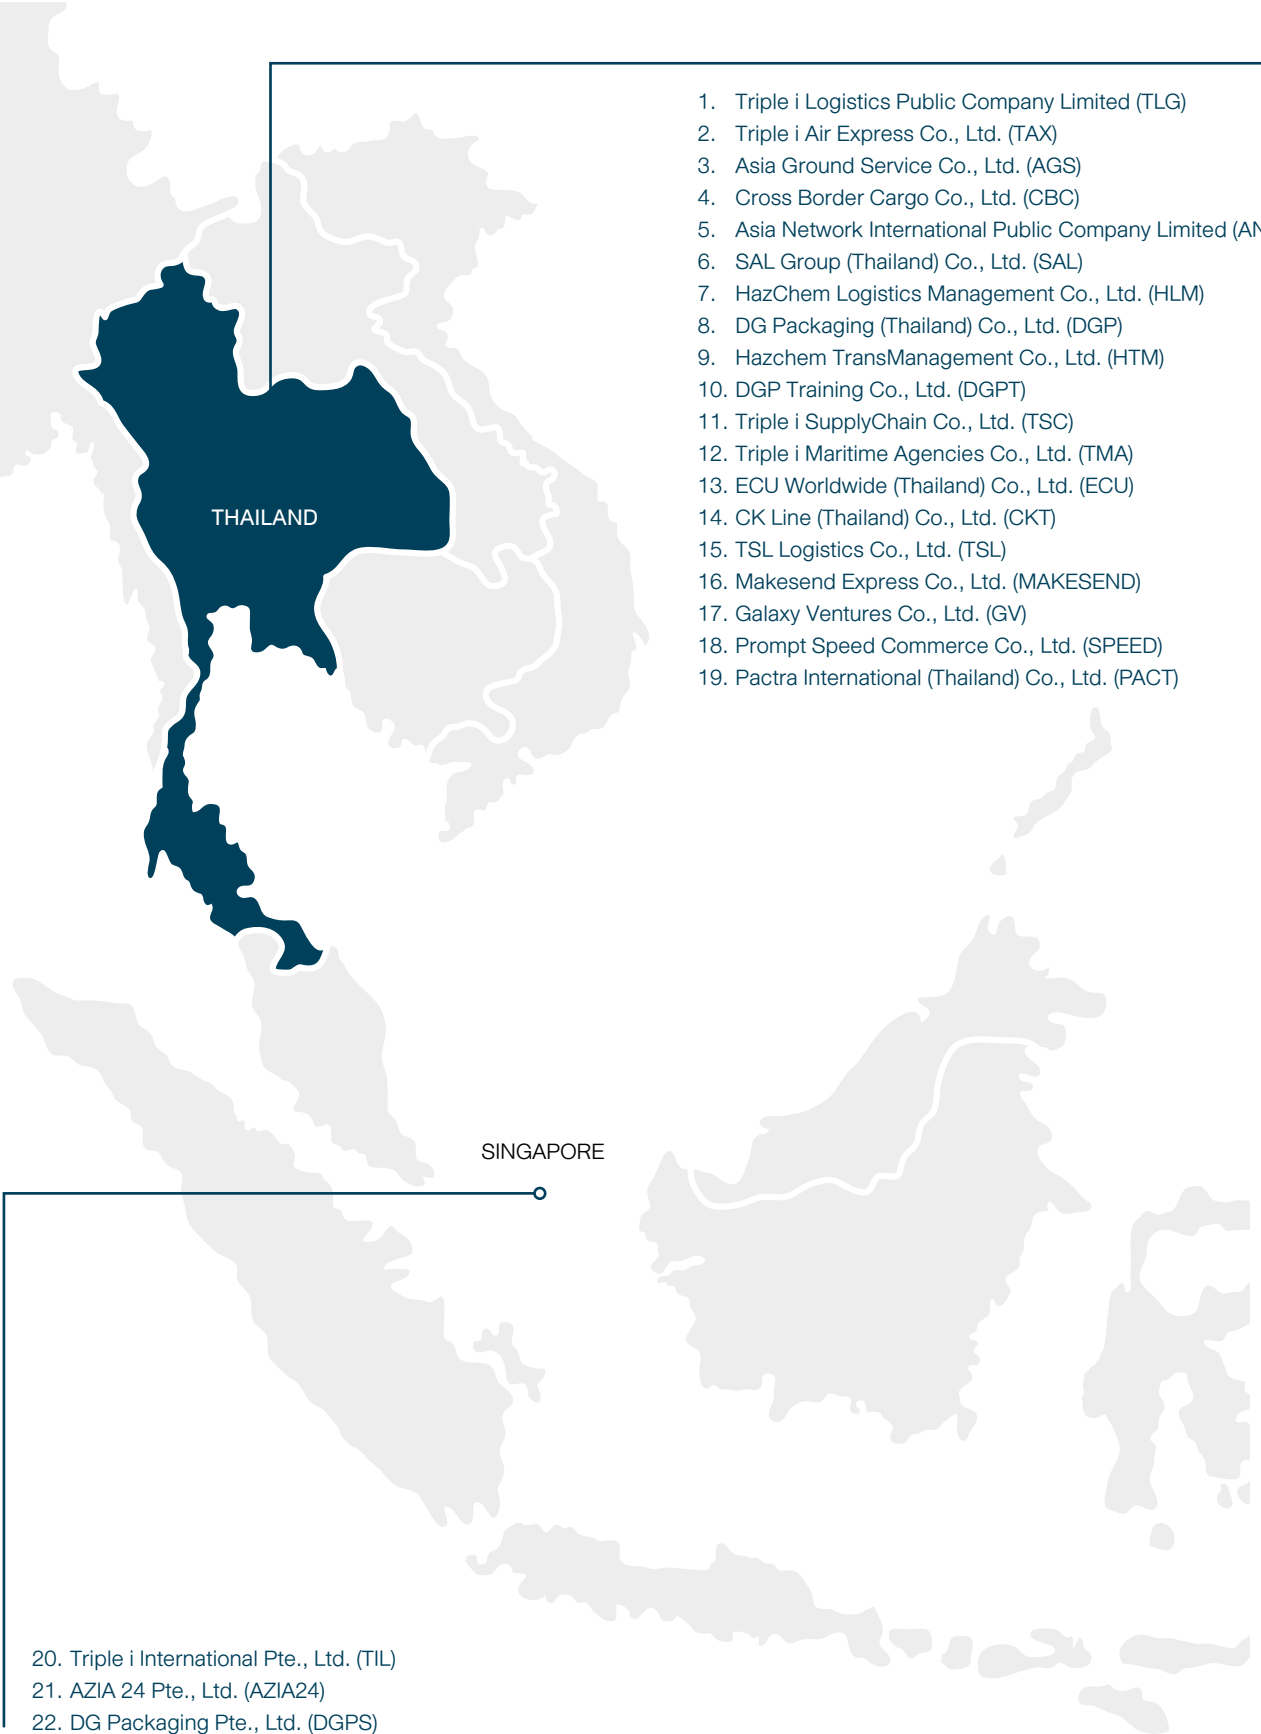 1. Triple i Logistics Public Company Limited (TLG)
2. Triple i Air Express Co., Ltd. (TAX)
3. Asia Ground Service Co., Ltd. (AGS)
4. Cross Border Cargo Co., Ltd. (CBC)
5. Asia Network International Public Company Limited
6. SAL Group (Thailand) Co., Ltd. (SAL)
7. HazChem Logistics Management Co., Ltd. (HLM)
8. DG Packaging (Thailand) Co., Ltd. (DGP)
9. Hazchem TransManagement Co., Ltd. (HTM)
10. DGP Training Co., Ltd. (DGPT)
11. Triple i SupplyChain Co., Ltd. (TSC)
12. Triple i Maritime Agencies Co., Ltd. (TMA)
13. ECU Worldwide (Thailand) Co., Ltd. (ECU)
14. CK Line (Thailand) Co., Ltd. (CKT)
15. TSL Logistics Co., Ltd. (TSL)
16. Makesend Express Co., Ltd. (MAKESEND)
17. Galaxy Ventures Co., Ltd. (GV)
18. Prompt Speed Commerce Co., Ltd. (SPEED)
19. Pactra International (Thailand) Co., Ltd. (PACT)
THAILAND
SINGAPORE
20. Triple i International Pte., Ltd. (TIL)
21. AZIA 24 Pte., Ltd. (AZIA24)
22. DG Packaging Pte., Ltd. (DGPS)